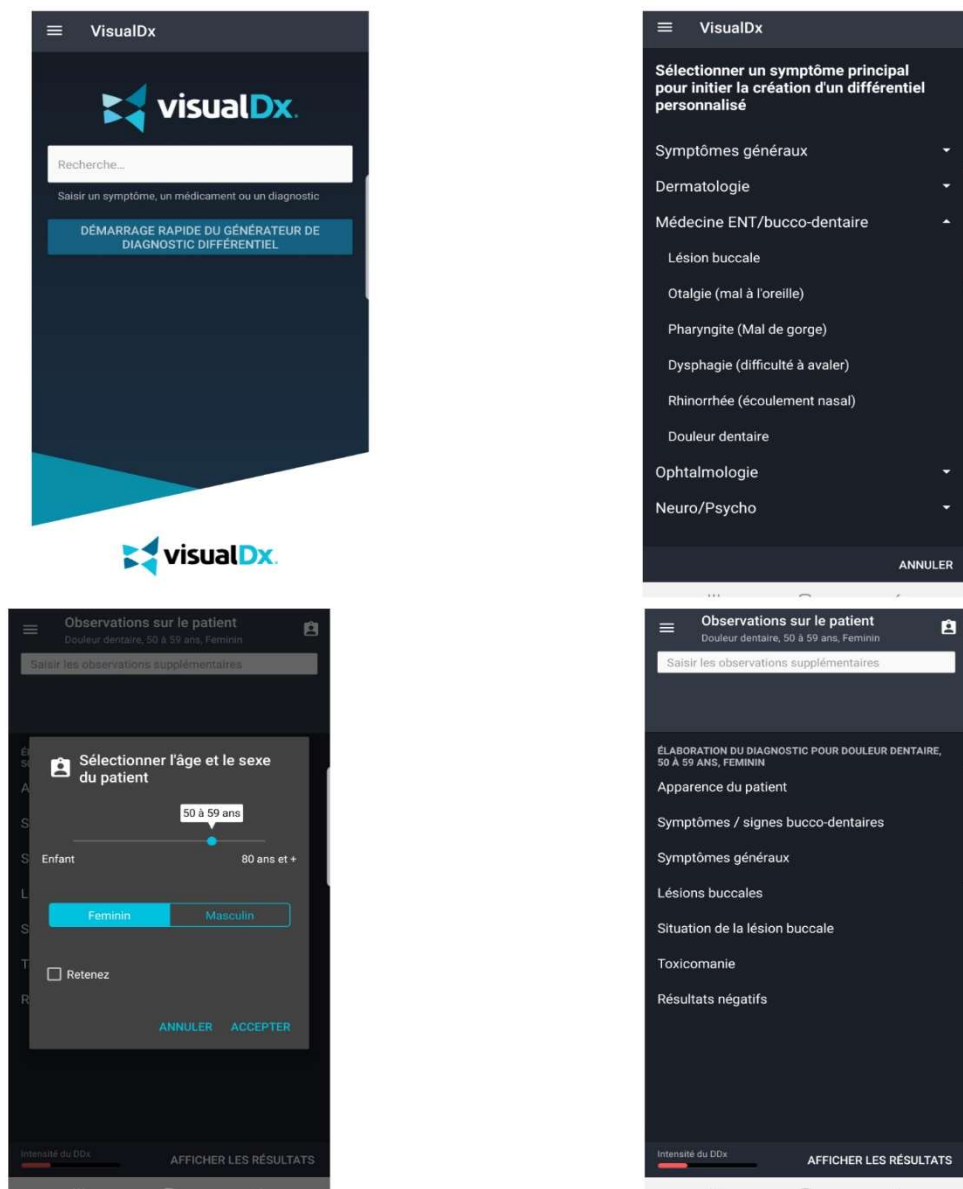 VisualDx
visualDx.
Recherche...
Saisir un symptôme, un médicament ou un diagnostic
DÉMARRAGE RAPIDE DU GÉNÉRATEUR DE
DIAGNOSTIC DIFFÉRENTIEL
visualDx.
VisualDx
Sélectionner un symptôme principal
pour initier la création d'un différentiel
personnalisé
Symptômes généraux
Dermatologie
Médecine ENT/bucco-dentaire
Lésion buccale
Otalgie (mal à l'oreille)
Pharyngite (Mal de gorge)
Dysphagie (difficulté à avaler)
Rhinorrhée (écoulement nasal)
Douleur dentaire
Ophtalmologie
Neuro/Psycho
ANNULER
Observations sur le patient
Douleur dentaire, 50 à 59 ans, Feminin
Saisir les observations supplémentaires
Sélectionner l'âge et le sexe
du patient
50 à 59 ans
Enfant 80 ans et +
Feminin Masculin
Retenez
ANNULER ACCEPTER
Intensité du DDx
AFFICHER LES RÉSULTATS
Observations sur le patient
Douleur dentaire, 50 à 59 ans, Feminin
Saisir les observations supplémentaires
ÉLABORATION DU DIAGNOSTIC POUR DOULEUR DENTAIRE,
50 À 59 ANS, FEMININ
Apparence du patient
Symptômes / signes bucco-dentaires
Symptômes généraux
Lésions buccales
Situation de la lésion buccale
Toxicomanie
Résultats négatifs
Intensité du DDx
AFFICHER LES RÉSULTATS